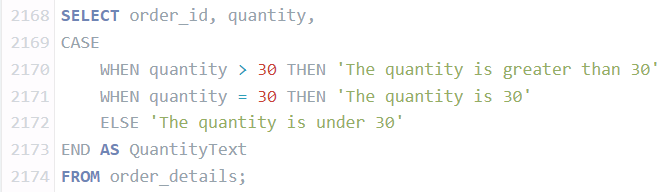 2168 SELECT order_id, quantity,
2169 CASE
2170     WHEN quantity > 30 THEN 'The quantity is greater than 30'
2171     WHEN quantity = 30 THEN 'The quantity is 30'
2172     ELSE 'The quantity is under 30'
2173 END AS QuantityText
2174 FROM order_details;